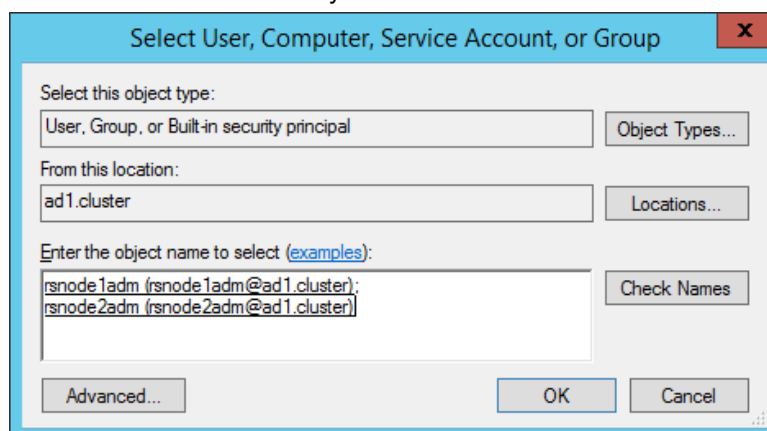 Select User, Computer, Service Account, or Group
x
Select this object type:
User, Group, or Built-in security principal
Object Types...
From this location:
ad1.cluster
Locations...
Enter the object name to select (examples):
rsnode1adm (rsnode1adm@ad1.cluster);
rsnode2adm (rsnode2adm@ad1.cluster)
Check Names
Advanced...
OK
Cancel